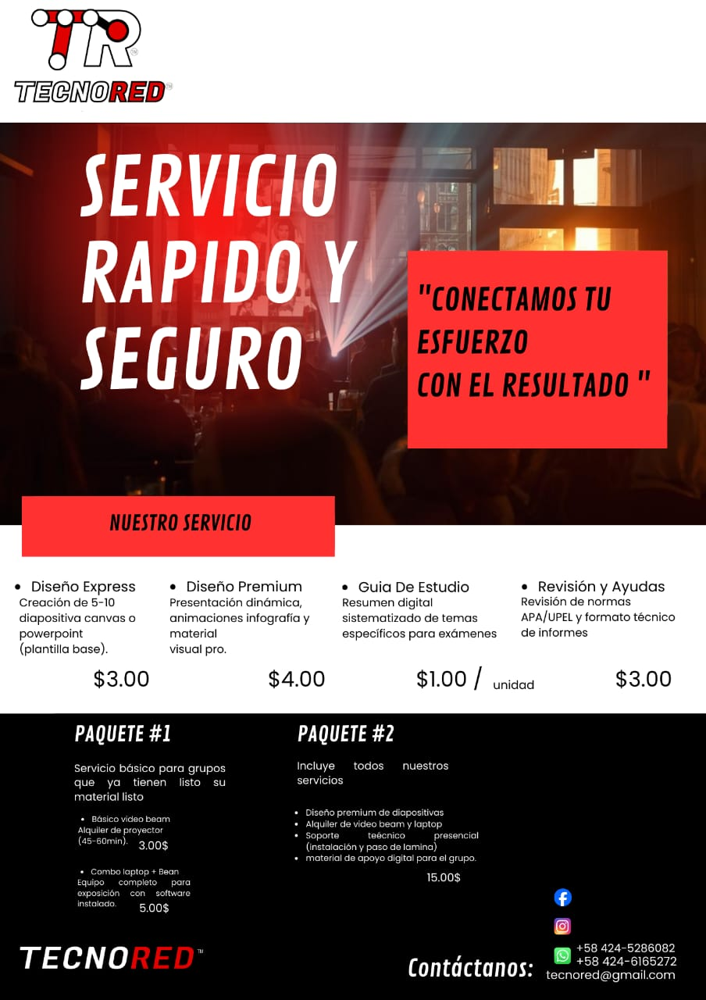 TR
TM
TECNORED TM
SERVICIO
RAPIDO Y
SEGURO
"CONECTAMOS TU
ESFUERZO
CON EL RESULTADO "
NUESTRO SERVICIO
• Diseño Express
Creación de 5-10
diapositiva canvas o
powerpoint
(plantilla base).
$3.00
• Diseño Premium
Presentación dinámica,
animaciones infografía y
material
visual pro.
$4.00
• Guia De Estudio
Resumen digital
sistematizado de temas
específicos para exámenes
$1.00 / unidad
• Revisión y Ayudas
Revisión de normas
APA/UPEL y formato técnico
de informes
$3.00
PAQUETE #1
Servicio básico para grupos
que ya tienen listo su
material listo
• Básico video beam
Alquiler de proyector
(45-60min). 3.00$
• Combo laptop + Bean
Equipo completo para
exposición con software
instalado. 5.00$
PAQUETE #2
Incluye todos nuestros
servicios
• Diseño premium de diapositivas
• Alquiler de video beam y laptop
• Soporte teécnico presencial
(instalación y paso de lamina)
• material de apoyo digital para el grupo.
15.00$
TECNORED TM
Contáctanos:
+58 424-5286082
+58 424-6165272
tecnored@gmail.com